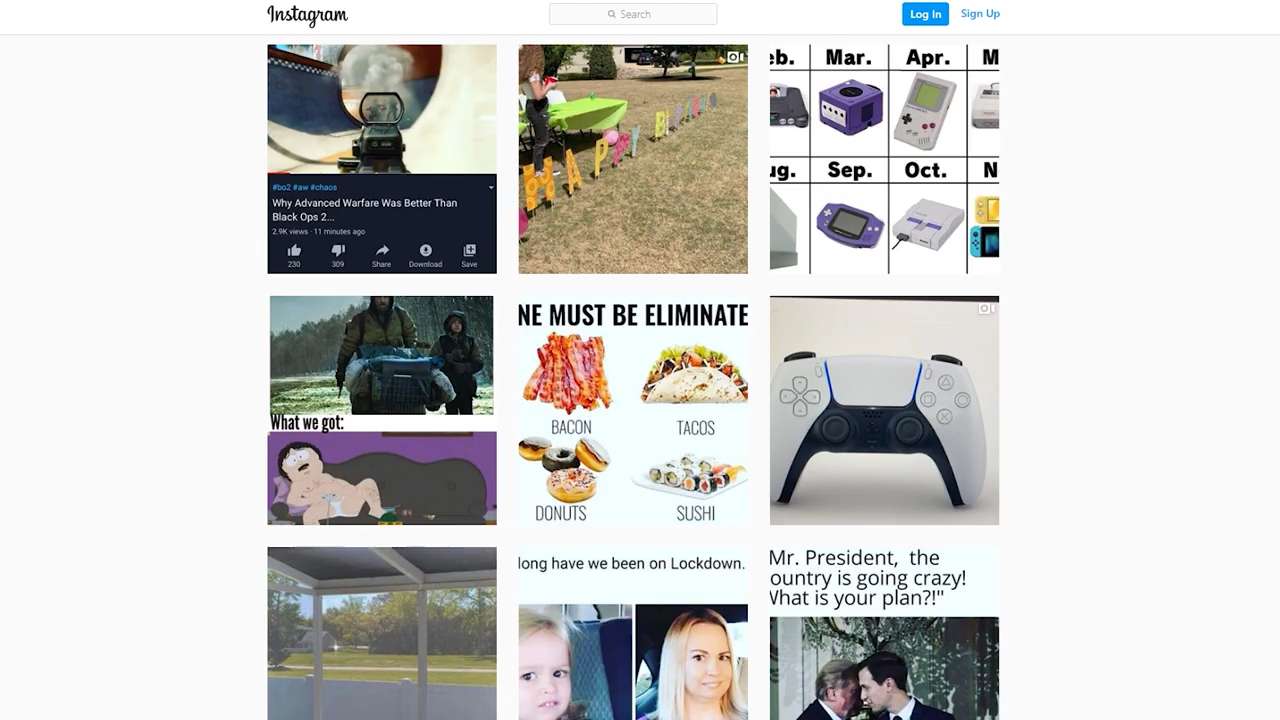 Instagram
Search
Log In
Sign Up
#bo2 #aw #chaos
Why Advanced Warfare Was Better Than
Black Ops 2...
2.9K views · 11 minutes ago
230
309
Share
Download
Save
HAPPY
eb.
Mar.
Apr.
M
ug.
Sep.
Oct.
N
What we got:
NE MUST BE ELIMINATE
BACON
TACOS
DONUTS
SUSHI
long have we been on Lockdown.
Mr. President, the
ountry is going crazy!
What is your plan?!"